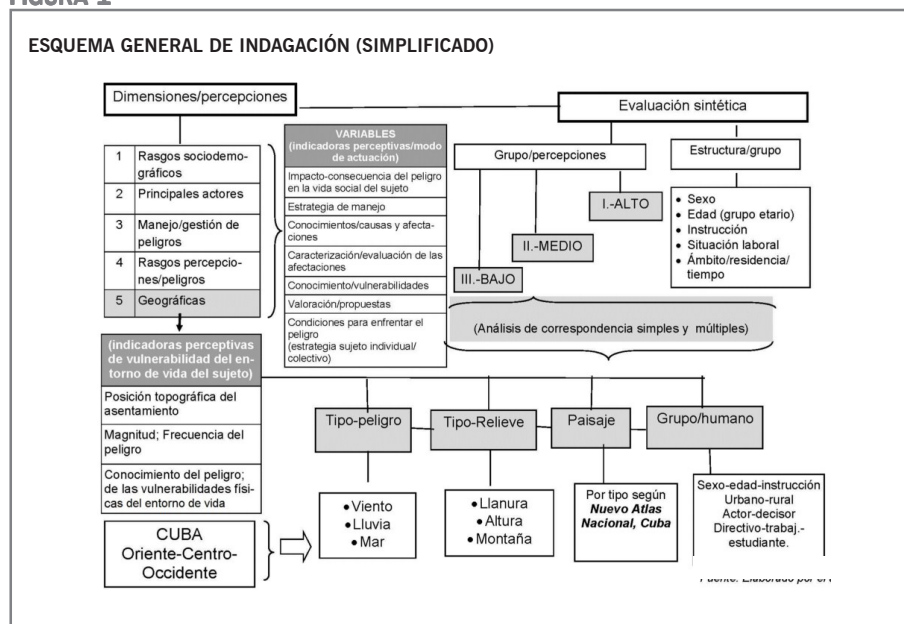 FIGURA 1
ESQUEMA GENERAL DE INDAGACIÓN (SIMPLIFICADO)
Dimensiones/percepciones
1 Rasgos sociodemo-
gráficos
2 Principales actores
3 Manejo/gestión de
peligros
4 Rasgos percepcio-
nes/peligros
5 Geográficas
VARIABLES
(indicadoras perceptivas/modo
de actuación)
Impacto-consecuencia del peligro
en la vida social del sujeto
Estrategia de manejo
Conocimientos/causas y afecta-
ciones
Caracterización/evaluación de las
afectaciones
Conocimiento/vulnerabilidades
Valoración/propuestas
Condiciones para enfrentar el
peligro
(estrategia sujeto individual/
colectivo)
Evaluación sintética
Grupo/percepciones
I.-ALTO
II.-MEDIO
III.-BAJO
Estructura/grupo
• Sexo
• Edad (grupo etario)
• Instrucción
• Situación laboral
• Ámbito/residencia/
tiempo
(Análisis de correspondencia simples y múltiples)
(indicadoras perceptivas
de vulnerabilidad del en-
torno de vida del sujeto)
Posición topográfica del
asentamiento
Magnitud; Frecuencia del
peligro
Conocimiento del peligro;
de las vulnerabilidades físi-
cas del entorno de vida
CUBA
Oriente-Centro-
Occidente
Tipo-peligro
• Viento
• Lluvia
• Mar
Tipo-Relieve
• Llanura
• Altura
• Montaña
Paisaje
Por tipo según
Nuevo Atlas
Nacional, Cuba
Grupo/humano
Sexo-edad-instrucción
Urbano-rural
Actor-decisor
Directivo-trabaj.-
estudiante.
Fuente: Elaborado por el